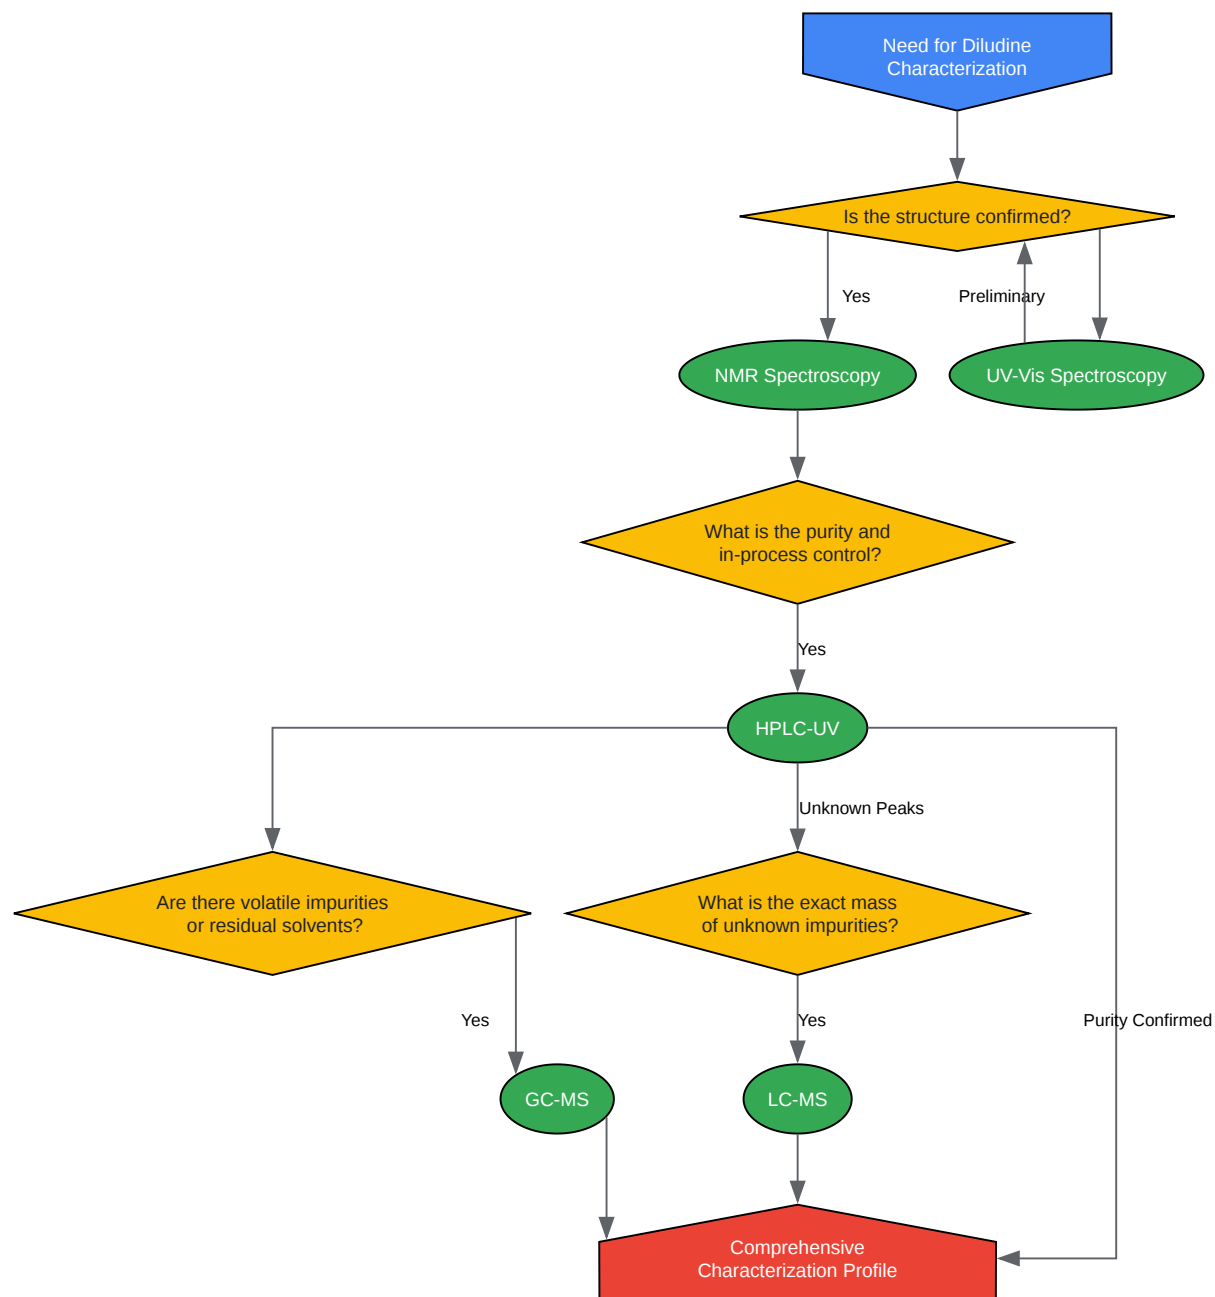 Need for Diludine
Characterization
Is the structure confirmed?
Yes
Preliminary
NMR Spectroscopy
UV-Vis Spectroscopy
What is the purity and
in-process control?
Yes
HPLC-UV
Unknown Peaks
Are there volatile impurities
or residual solvents?
What is the exact mass
of unknown impurities?
Yes
Yes
Purity Confirmed
GC-MS
LC-MS
Comprehensive
Characterization Profile